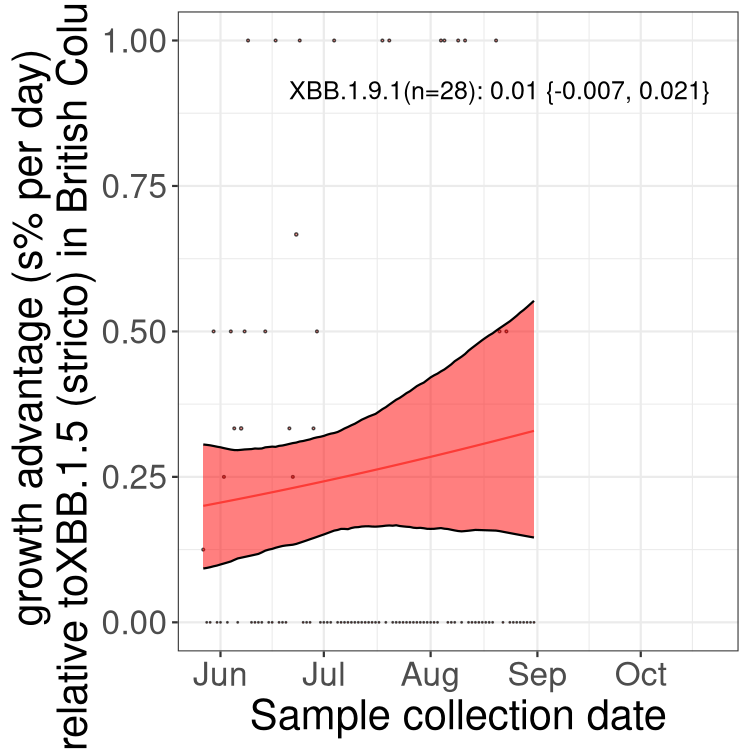 growth advantage (s% per day)
relative toXBB.1.5 (stricto) in British Colu
1.00
0.75
0.50
0.25
0.00
XBB.1.9.1(n=28): 0.01 {-0.007, 0.021}
Jun Jul Aug Sep Oct
Sample collection date